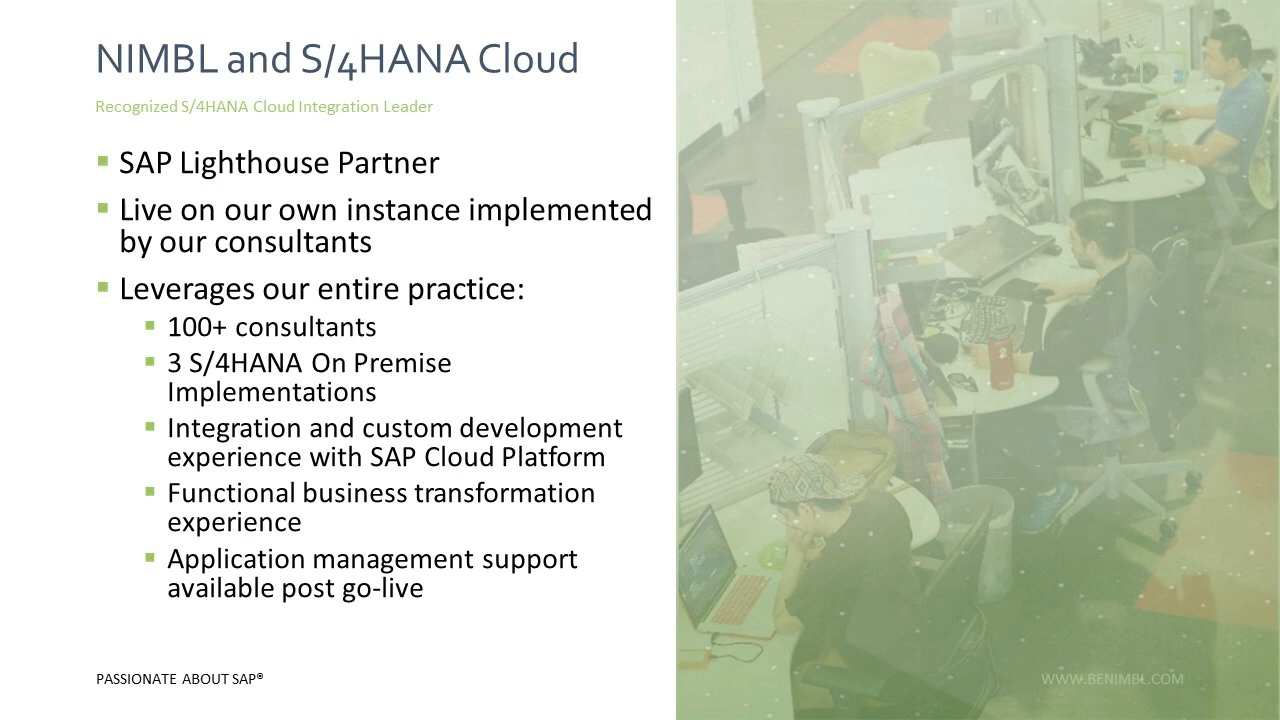 NIMBL and S/4HANA Cloud
Recognized S/4HANA Cloud Integration Leader
▪ SAP Lighthouse Partner
▪ Live on our own instance implemented
by our consultants
▪ Leverages our entire practice:
▪ 100+ consultants
▪ 3 S/4HANA On Premise
Implementations
▪ Integration and custom development
experience with SAP Cloud Platform
▪ Functional business transformation
experience
▪ Application management support
available post go-live
PASSIONATE ABOUT SAP®
WWW.BENIMBL.COM